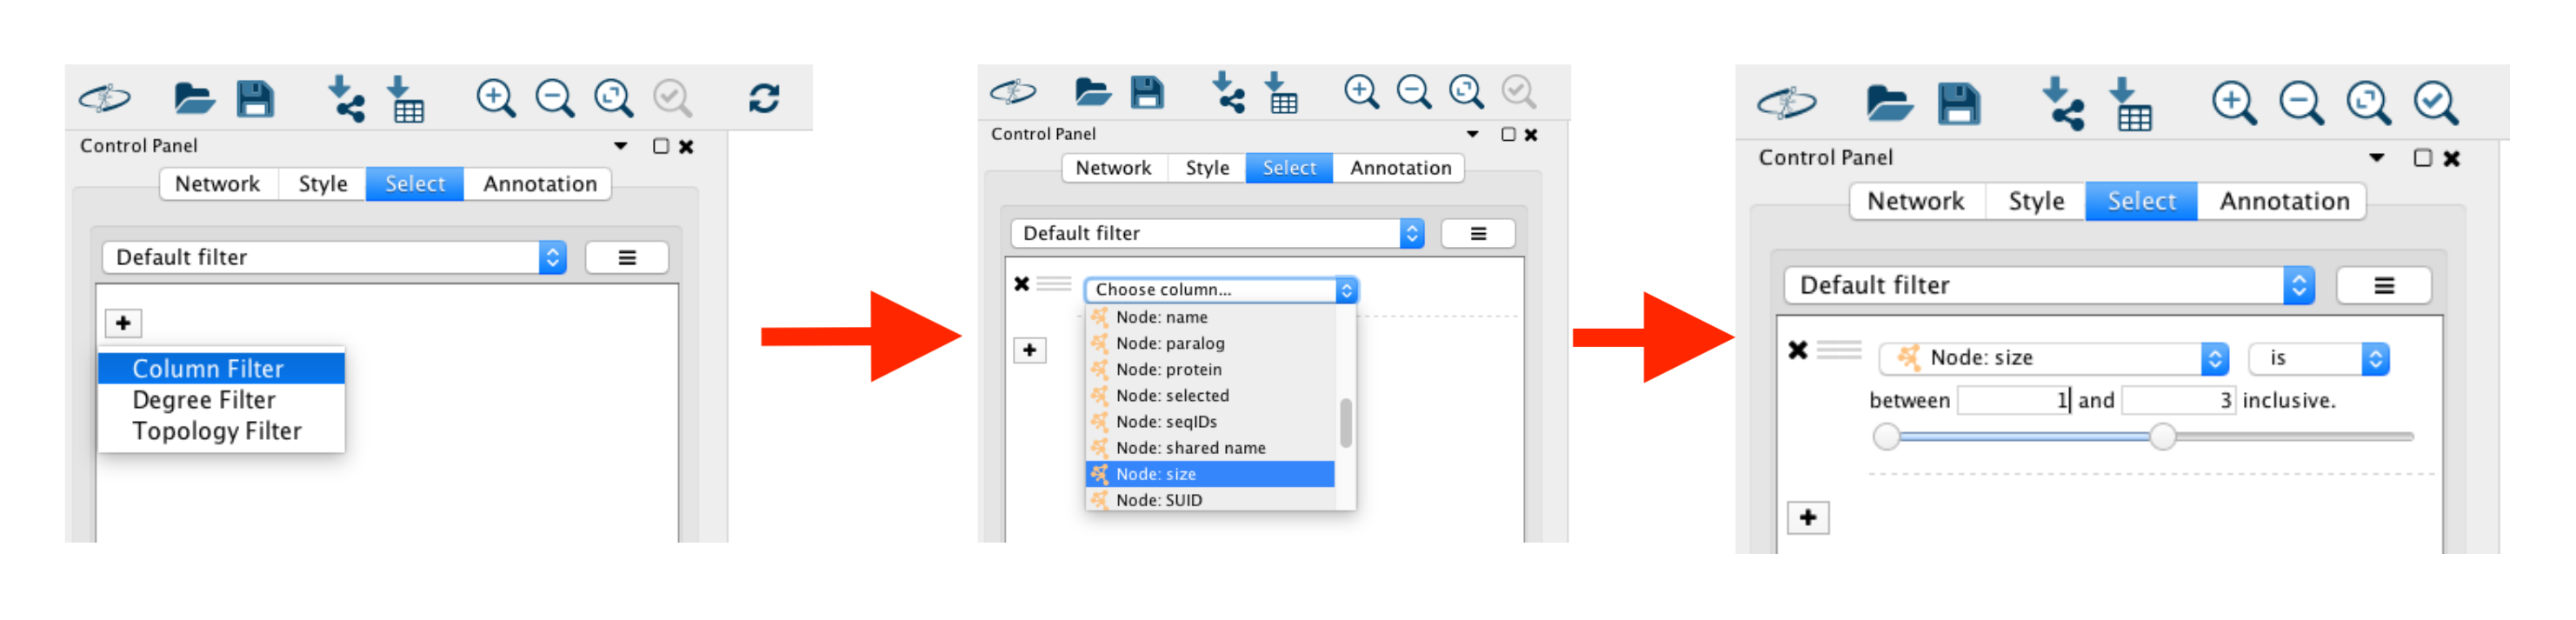 Control Panel
Network Style Select Annotation
Default filter
Column Filter
Degree Filter
Topology Filter
Control Panel
Network Style Select Annotation
Default filter
Choose column...
Node: name
Node: paralog
Node: protein
Node: selected
Node: seqIDs
Node: shared name
Node: size
Node: SUID
Control Panel
Network Style Select Annotation
Default filter
Node: size is
between 1 and 3 inclusive.